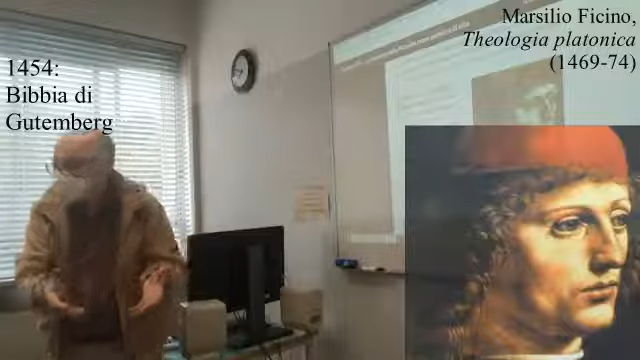 1454:
Bibbia di
Gutemberg
Marsilio Ficino,
Theologia platonica
(1469-74)